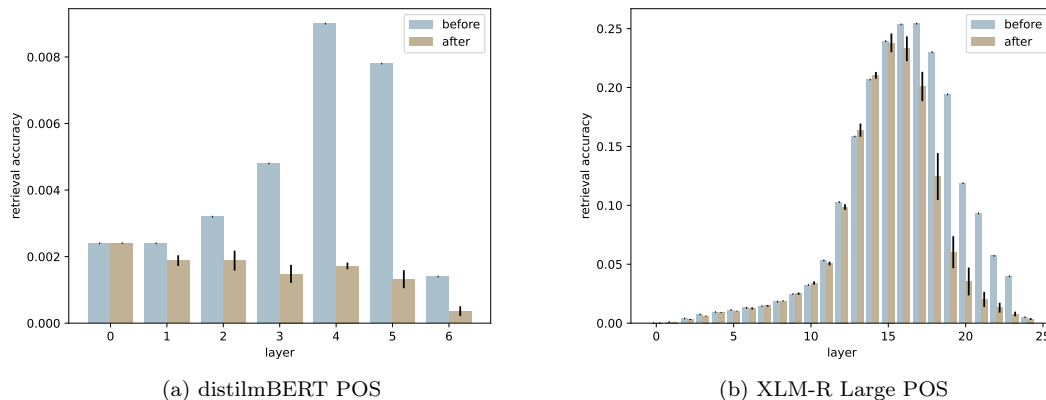 before
after
0.008
0.006
0.004
0.002
0.000
retrieval accuracy
0 1 2 3 4 5 6
layer
(a) distilmBERT POS
before
after
0.25
0.20
0.15
0.10
0.05
0.00
retrieval accuracy
0 5 10 15 20 25
layer
(b) XLM-R Large POS